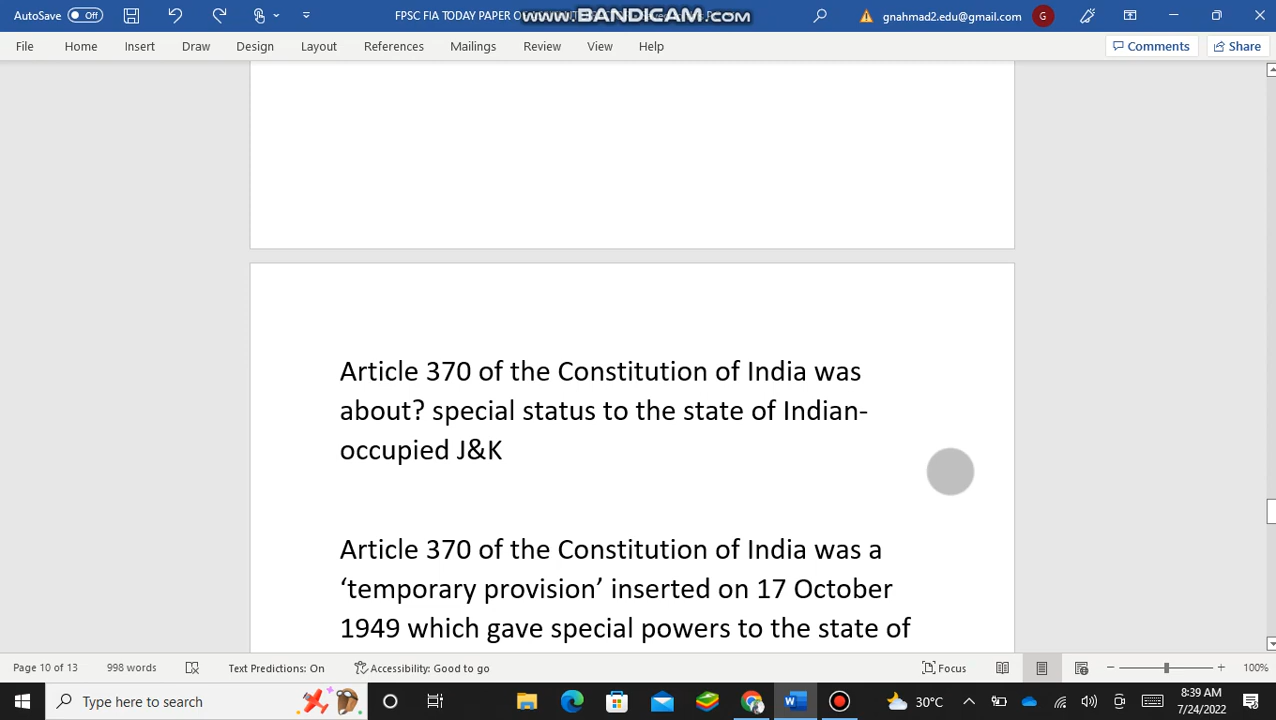 AutoSave Off
FPSC FIA TODAY PAPER O
www.BANDICAM.com
gnahmad2.edu@gmail.com
G
File Home Insert Draw Design Layout References Mailings Review View Help
Comments Share
Article 370 of the Constitution of India was
about? special status to the state of Indian-
occupied J&K
Article 370 of the Constitution of India was a
‘temporary provision’ inserted on 17 October
1949 which gave special powers to the state of
Page 10 of 13 998 words Text Predictions: On Accessibility: Good to go Focus 100%
Type here to search
30°C
8:39 AM
7/24/2022